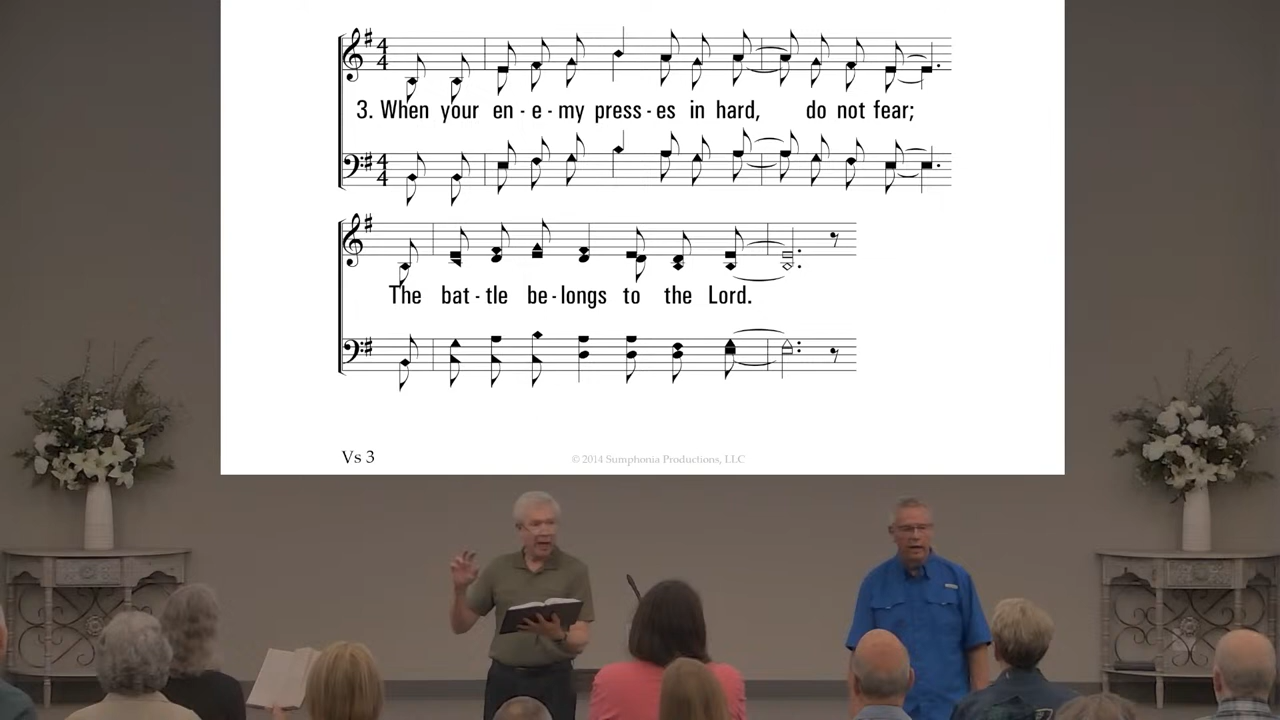 3. When your en - e - my press - es in hard, do not fear;
The bat - tle be - longs to the Lord.
Vs 3
© 2014 Sumphonia Productions, LLC